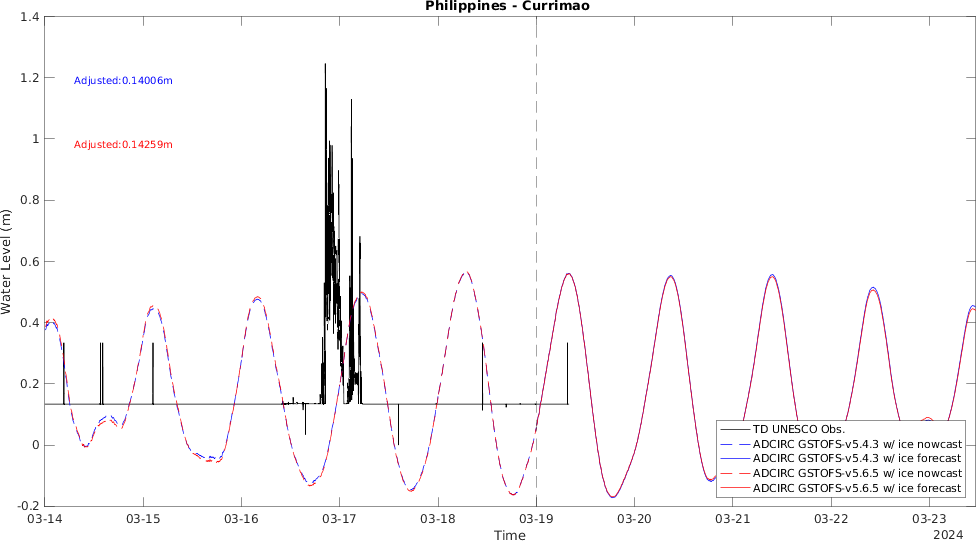 Philippines - Currimao
1.4
1.2
1
0.8
0.6
0.4
0.2
0
-0.2
Water Level (m)
Adjusted:0.14006m
Adjusted:0.14259m
TD UNESCO Obs.
ADCIRC GSTOFS-v5.4.3 w/ ice nowcast
ADCIRC GSTOFS-v5.4.3 w/ ice forecast
ADCIRC GSTOFS-v5.6.5 w/ ice nowcast
ADCIRC GSTOFS-v5.6.5 w/ ice forecast
03-14 03-15 03-16 03-17 03-18 03-19 03-20 03-21 03-22 03-23
Time
2024